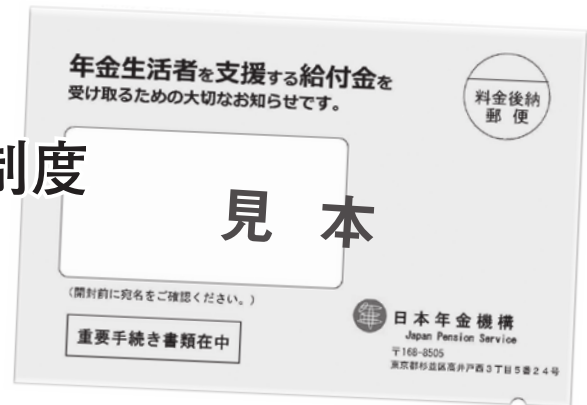 年金生活者を支援する給付金を
受け取るための大切なお知らせです。
料金後納
郵便
制度
見本
(開封前に宛名をご確認ください。)
重要手続き書類在中
日本年金機構
Japan Pension Service
〒168-8505
東京都杉並区高井戸西3丁目5番24号